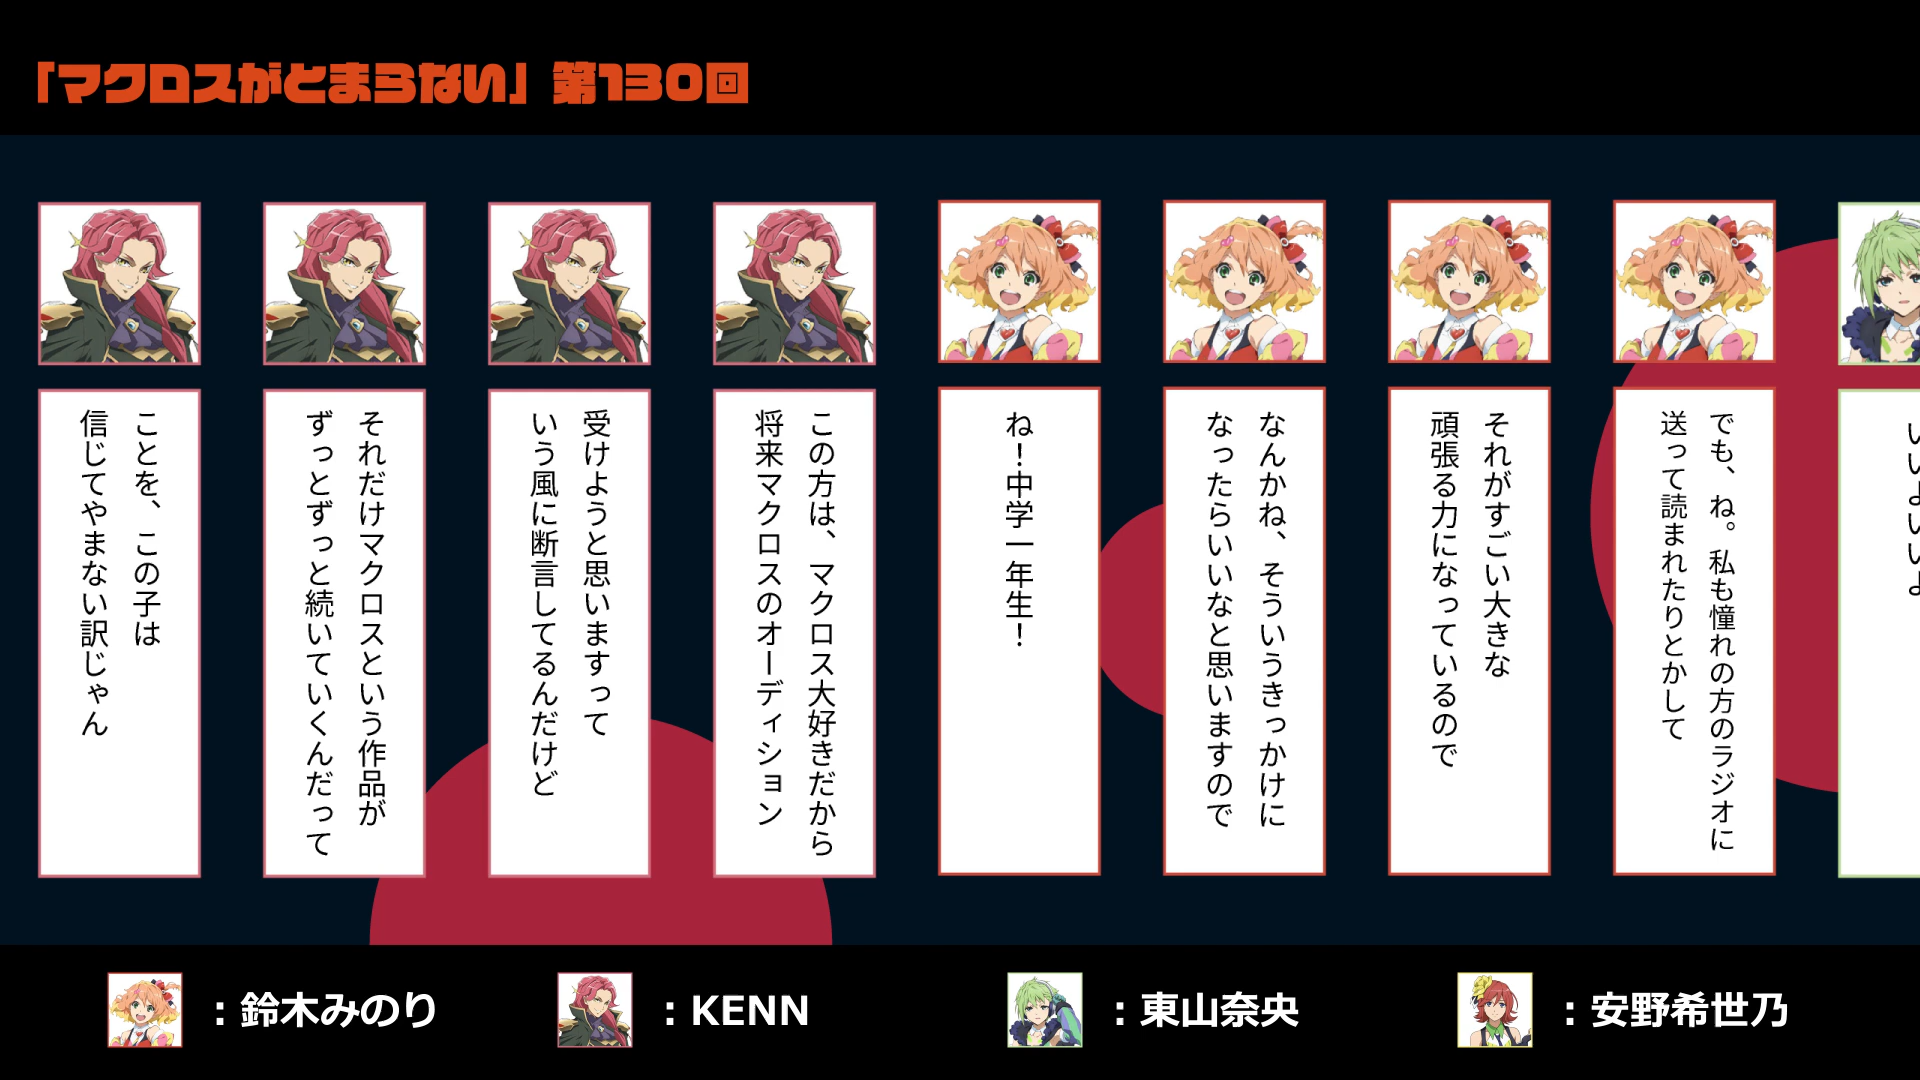 「マクロスがとまらない」第130回
いいよいいよ
でも、ね。私も憧れの方のラジオに
送って読まれたりとかして
それがすごい大きな
頑張る力になっているので
なんかね、そういうきっかけに
なったらいいなと思いますので
ね！中学一年生！
この方は、マクロス大好きだから
将来マクロスのオーディション
受けようと思いますって
いう風に断言してるんだけど
それだけマクロスという作品が
ずっとずっと続いていくんだって
ことを、この子は
信じてやまない訳じゃん
：鈴木みのり
：KENN
：東山奈央
：安野希世乃